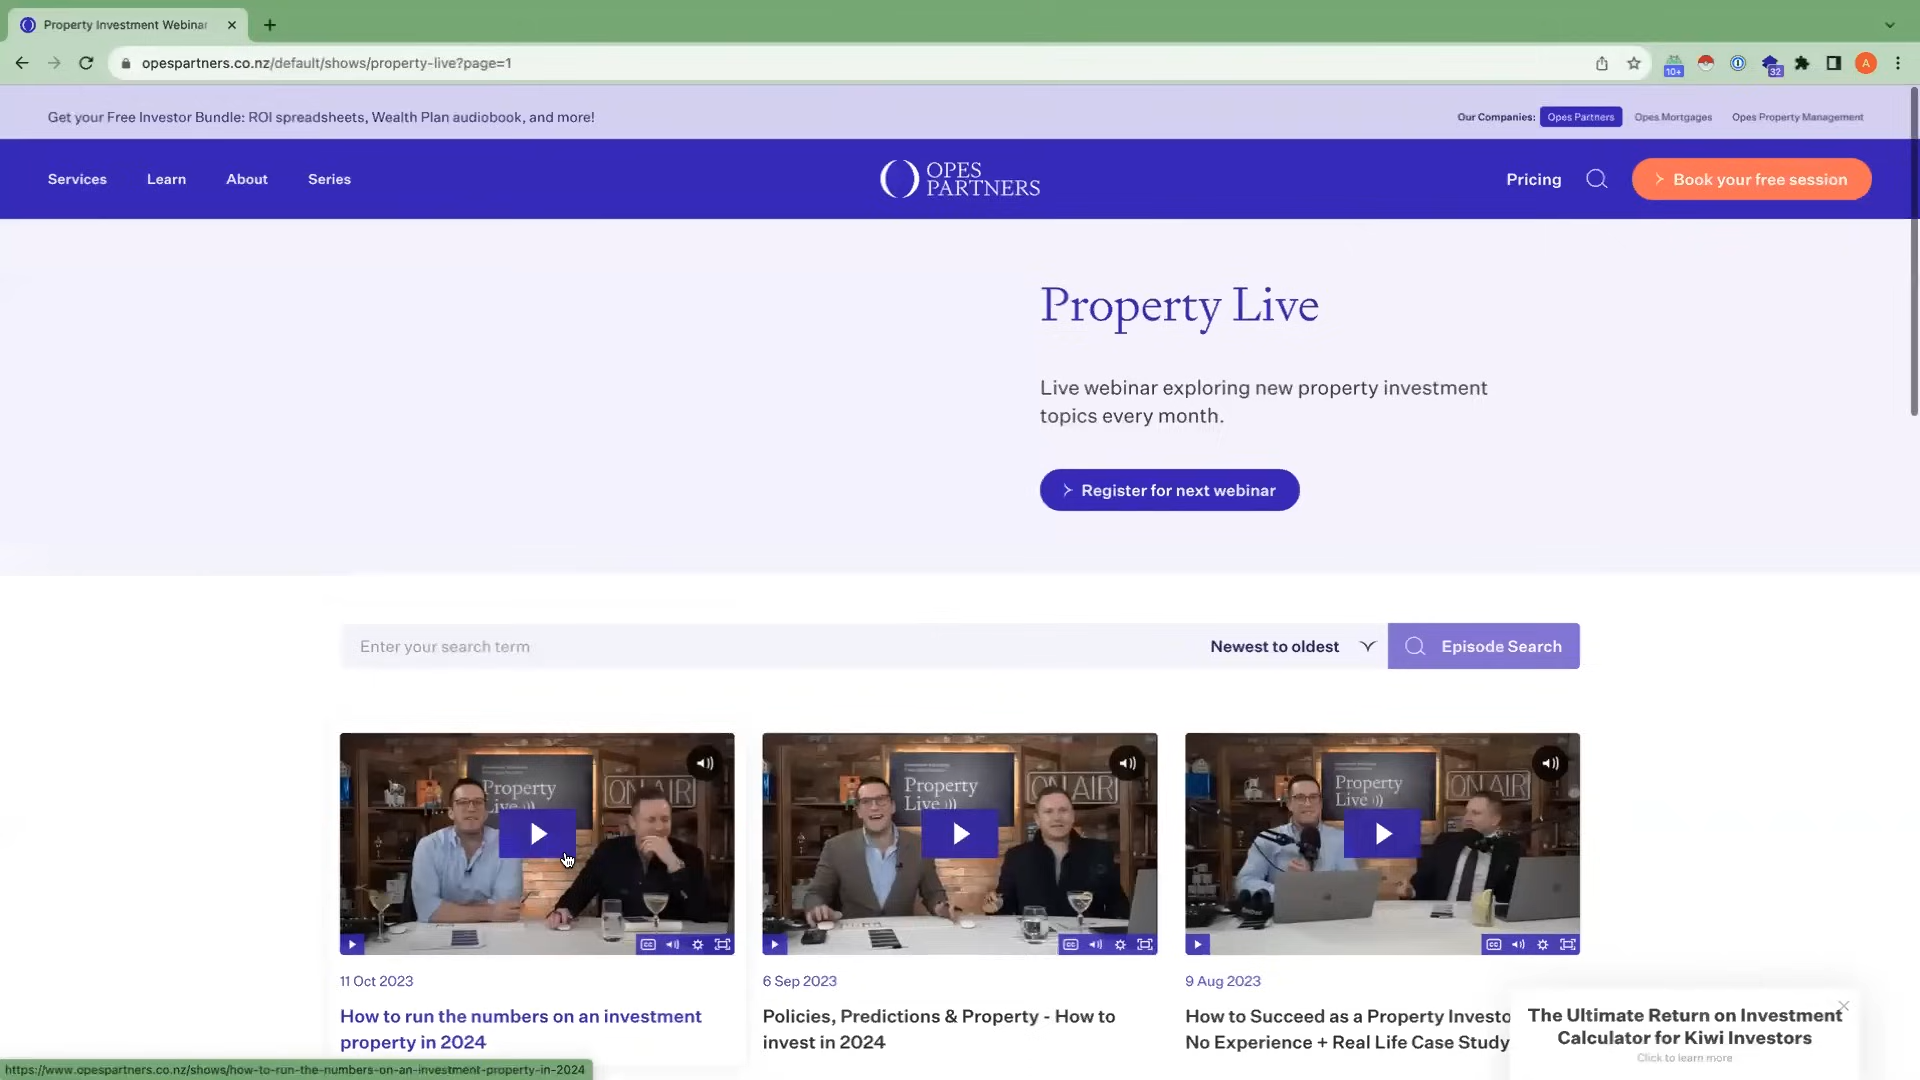 Property Investment Webinar
opespartners.co.nz/default/shows/property-live?page=1
10+
32
A
Get your Free Investor Bundle: ROI spreadsheets, Wealth Plan audiobook, and more!
Our Companies: Opes Partners Opes Mortgages Opes Property Management
Services Learn About Series
OPES
PARTNERS
Pricing
Book your free session
Property Live
Live webinar exploring new property investment
topics every month.
Register for next webinar
Enter your search term
Newest to oldest
Episode Search
Property
Live
ON AIR
CC
Property
Live
ON AIR
CC
Property
Live
ON AIR
CC
11 Oct 2023
How to run the numbers on an investment
property in 2024
6 Sep 2023
Policies, Predictions & Property - How to
invest in 2024
9 Aug 2023
How to Succeed as a Property Investo
No Experience + Real Life Case Study
The Ultimate Return on Investment
Calculator for Kiwi Investors
Click to learn more
https://www.opespartners.co.nz/shows/how-to-run-the-numbers-on-an-investment-property-in-2024